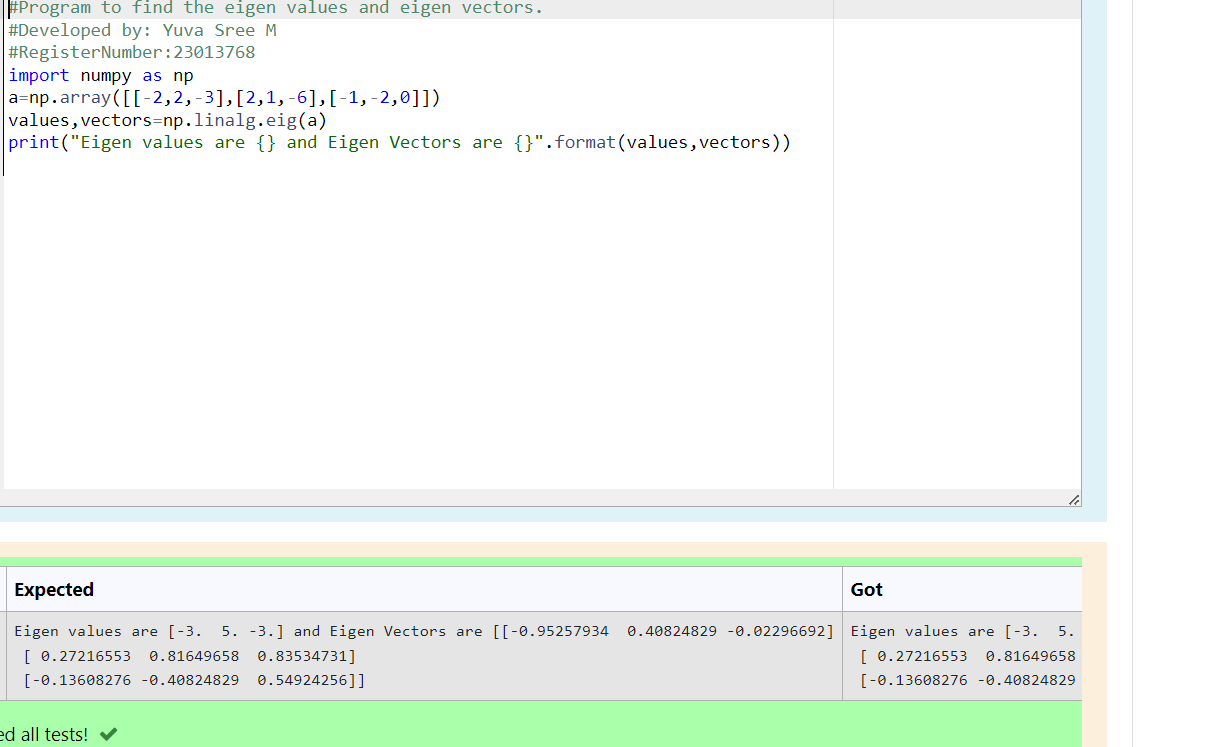 #Program to find the eigen values and eigen vectors.
#Developed by: Yuva Sree M
#RegisterNumber:23013768
import numpy as np
a=np.array([[-2,2,-3],[2,1,-6],[-1,-2,0]])
values,vectors=np.linalg.eig(a)
print("Eigen values are {} and Eigen Vectors are {}".format(values,vectors))
Expected
Got
Eigen values are [-3.  5. -3.] and Eigen Vectors are [[-0.95257934  0.40824829 -0.02296692]
 [ 0.27216553  0.81649658  0.83534731]
 [-0.13608276 -0.40824829  0.54924256]]
Eigen values are [-3.  5.
 [ 0.27216553  0.81649658
 [-0.13608276 -0.40824829
ed all tests!